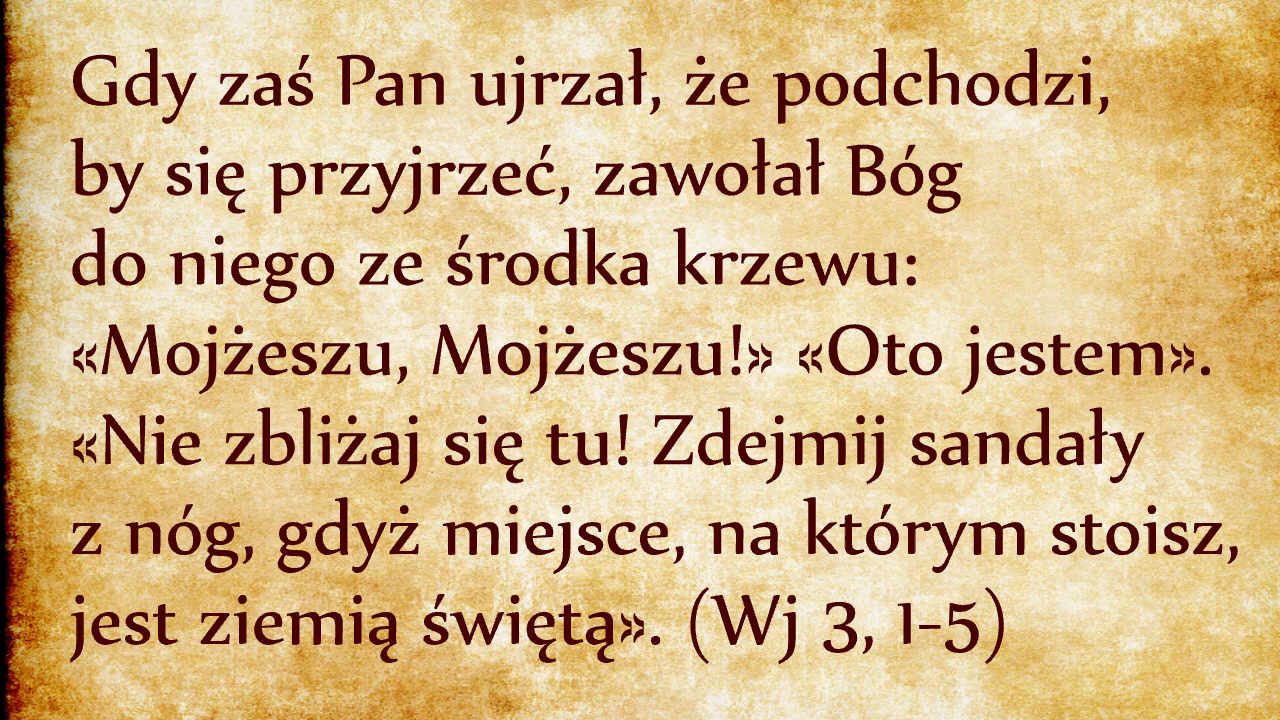 Gdy zaś Pan ujrzał, że podchodzi,
by się przyjrzeć, zawołał Bóg
do niego ze środka krzewu:
«Mojżeszu, Mojżeszu!» «Oto jestem».
«Nie zbliżaj się tu! Zdejmij sandały
z nóg, gdyż miejsce, na którym stoisz,
jest ziemią świętą». (Wj 3, 1-5)